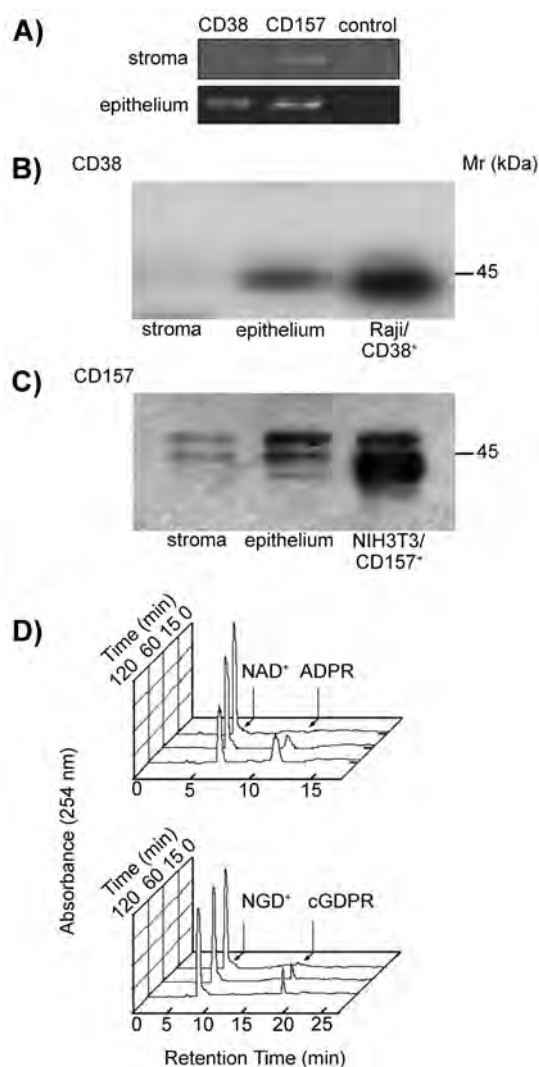 A)
CD38 CD157 control
stroma
epithelium
B) CD38 Mr (kDa)
45
stroma epithelium Raji/
CD38⁺
C) CD157
45
stroma epithelium NIH3T3/
CD157⁺
D)
Time (min)
120 60 15 0
NAD⁺ ADPR
0 5 10 15
Absorbance (254 nm)
Time (min)
120 60 15 0
NGD⁺ cGDPR
0 5 10 15 20 25
Retention Time (min)